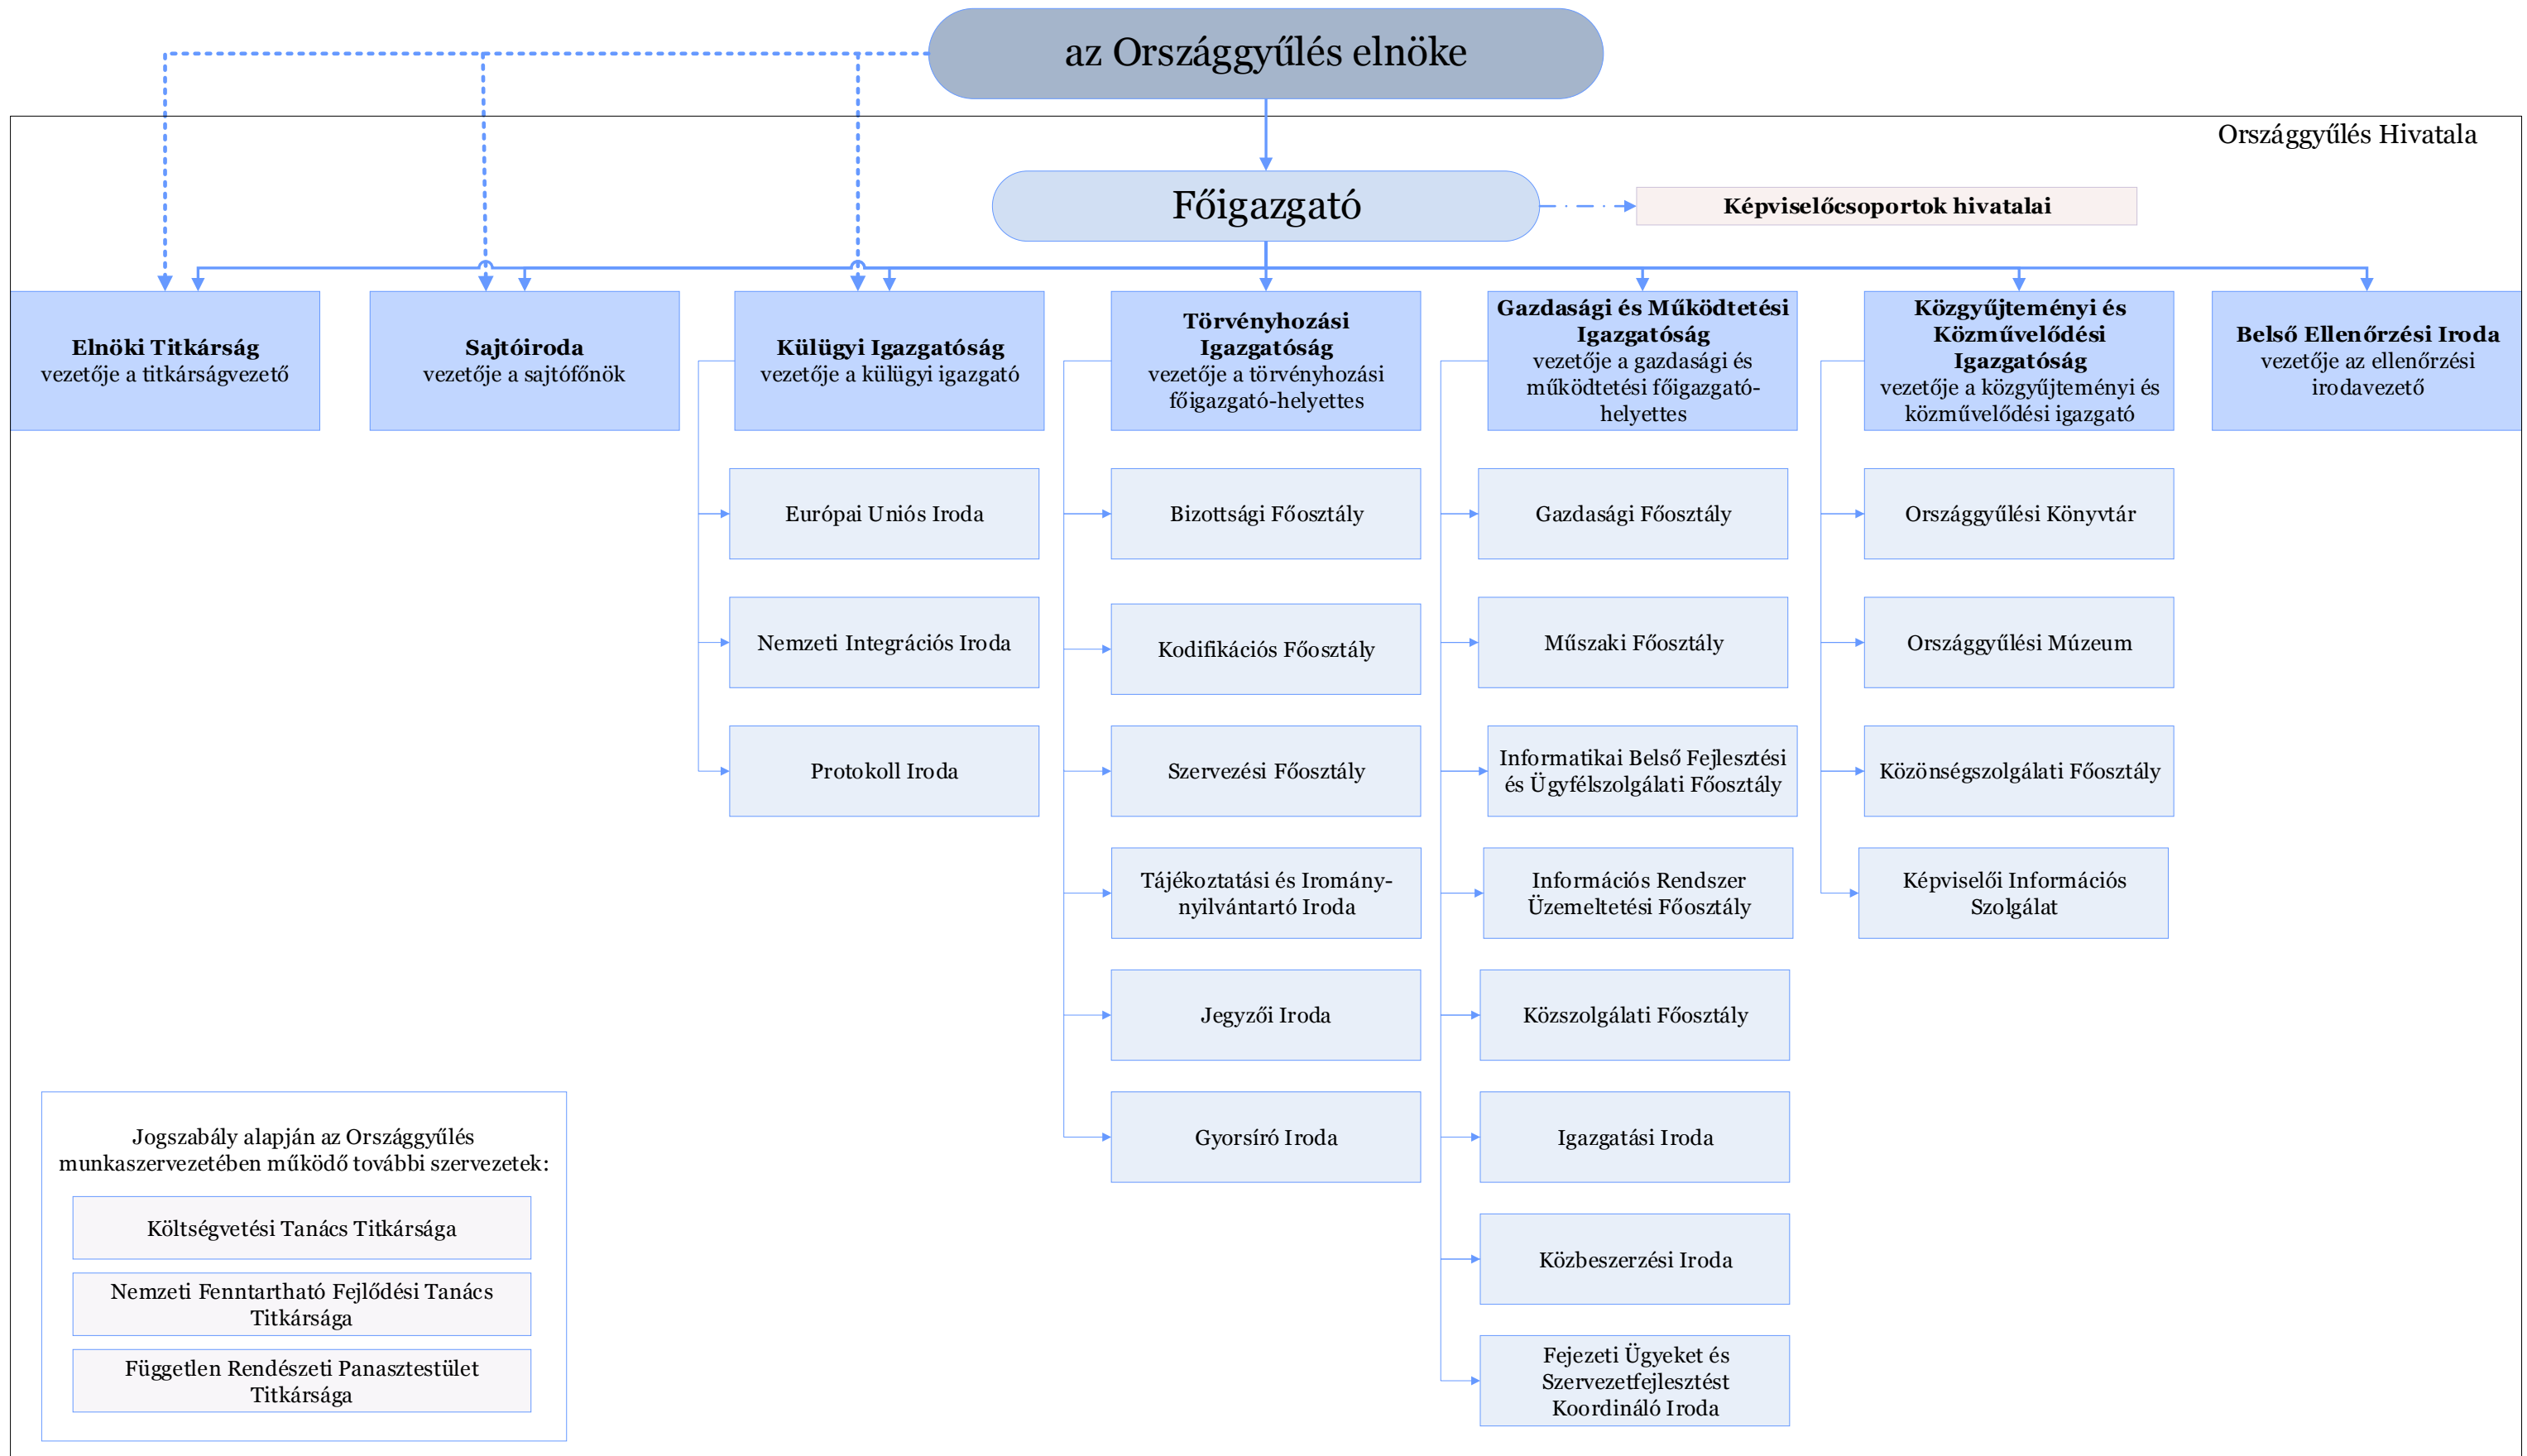 az Országgyűlés elnöke
Országgyűlés Hivatala
Főigazgató
Képviselőcsoportok hivatalai
Elnöki Titkárság
vezetője a titkárságvezető
Sajtóiroda
vezetője a sajtófőnök
Külügyi Igazgatóság
vezetője a külügyi igazgató
Törvényhozási
Igazgatóság
vezetője a törvényhozási
főigazgató-helyettes
Gazdasági és Működtetési
Igazgatóság
vezetője a gazdasági és
működtetési főigazgató-
helyettes
Közgyűjteményi és
Közművelődési
Igazgatóság
vezetője a közgyűjteményi és
közművelődési igazgató
Belső Ellenőrzési Iroda
vezetője az ellenőrzési
irodavezető
Európai Uniós Iroda
Nemzeti Integrációs Iroda
Protokoll Iroda
Bizottsági Főosztály
Kodifikációs Főosztály
Szervezési Főosztály
Tájékoztatási és Iromány-
nyilvántartó Iroda
Jegyzői Iroda
Gyorsíró Iroda
Gazdasági Főosztály
Műszaki Főosztály
Informatikai Belső Fejlesztési
és Ügyfélszolgálati Főosztály
Információs Rendszer
Üzemeltetési Főosztály
Közszolgálati Főosztály
Igazgatási Iroda
Közbeszerzési Iroda
Fejezeti Ügyeket és
Szervezetfejlesztést
Koordináló Iroda
Országgyűlési Könyvtár
Országgyűlési Múzeum
Közönségszolgálati Főosztály
Képviselői Információs
Szolgálat
Jogszabály alapján az Országgyűlés
munkaszervezetében működő további szervezetek:
Költségvetési Tanács Titkársága
Nemzeti Fenntartható Fejlődési Tanács
Titkársága
Független Rendészeti Panasztestület
Titkársága